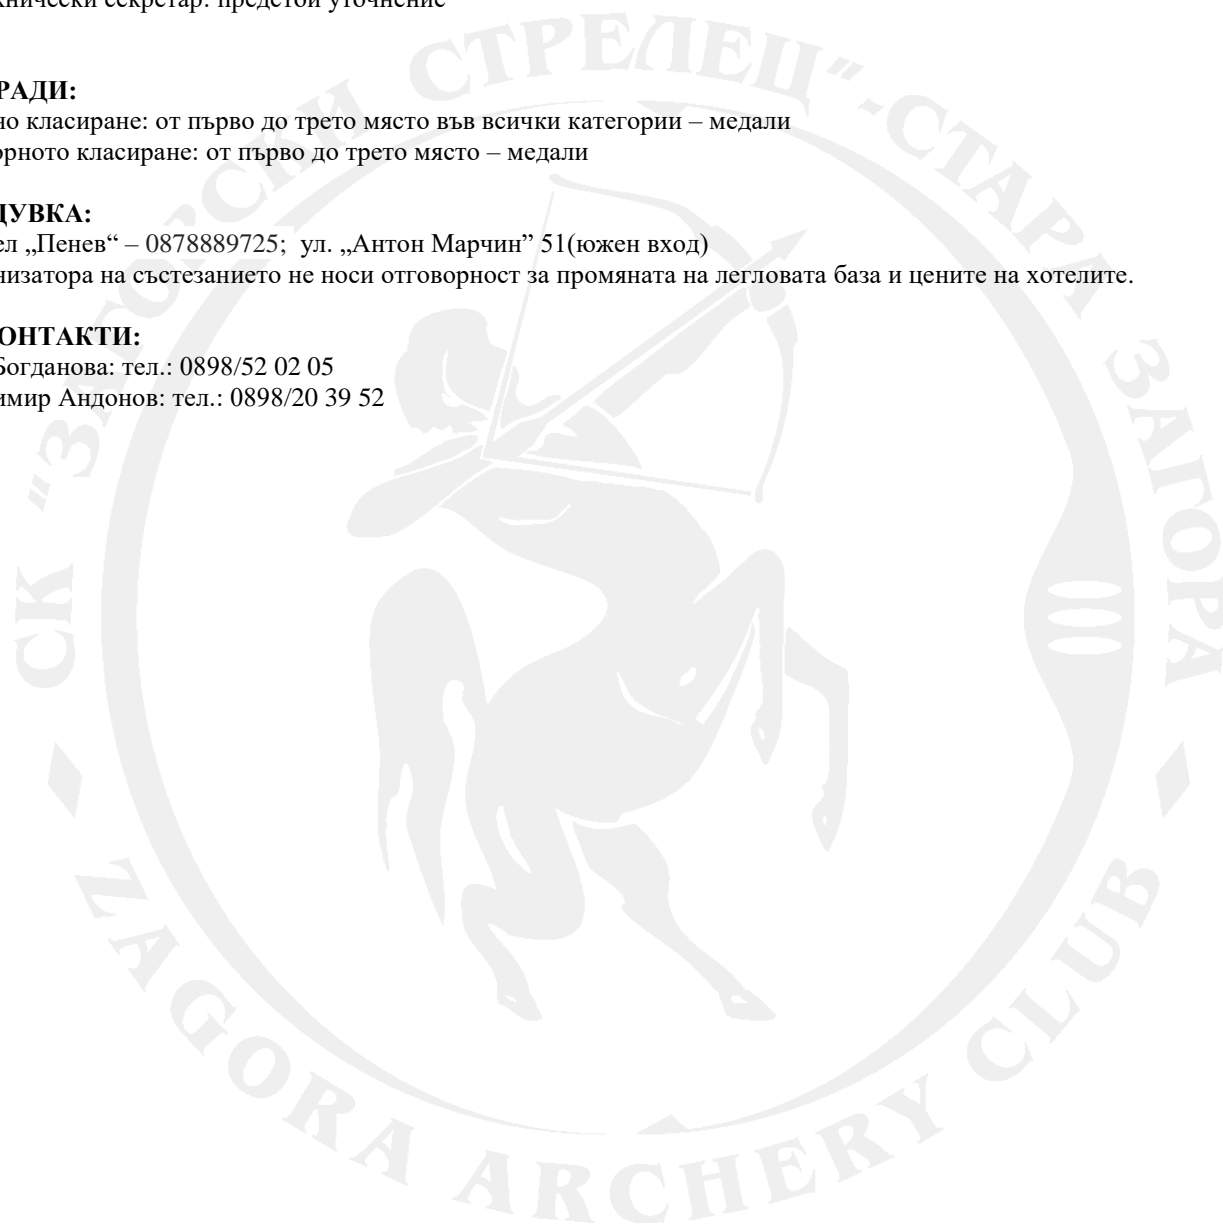 хнически секретар: предстои уточнение
РАДИ:
но класиране: от първо до трето място във всички категории – медали
орното класиране: от първо до трето място – медали
ЩУВКА:
ел „Пенев“ – 0878889725;  ул. „Антон Марчин” 51(южен вход)
низатора на състезанието не носи отговорност за промяната на легловата база и цените на хотелите.
ОНТАКТИ:
Богданова: тел.: 0898/52 02 05
имир Андонов: тел.: 0898/20 39 52
СК "ЗАГОРСКИ СТРЕЛЕЦ"-СТАРА ЗАГОРА
ZAGORA ARCHERY CLUB